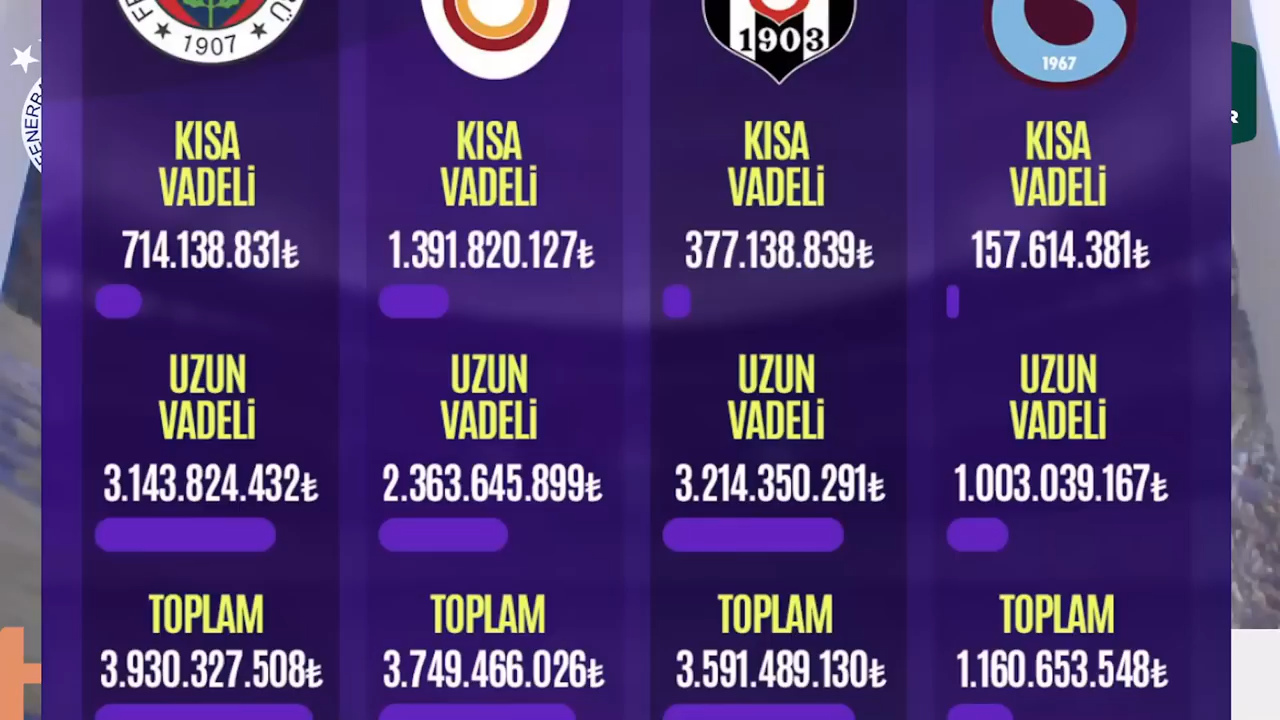 1907
1903
1967
KISA
VADELİ
714.138.831₺
KISA
VADELİ
1.391.820.127₺
KISA
VADELİ
377.138.839₺
KISA
VADELİ
157.614.381₺
UZUN
VADELİ
3.143.824.432₺
UZUN
VADELİ
2.363.645.899₺
UZUN
VADELİ
3.214.350.291₺
UZUN
VADELİ
1.003.039.167₺
TOPLAM
3.930.327.508₺
TOPLAM
3.749.466.026₺
TOPLAM
3.591.489.130₺
TOPLAM
1.160.653.548₺